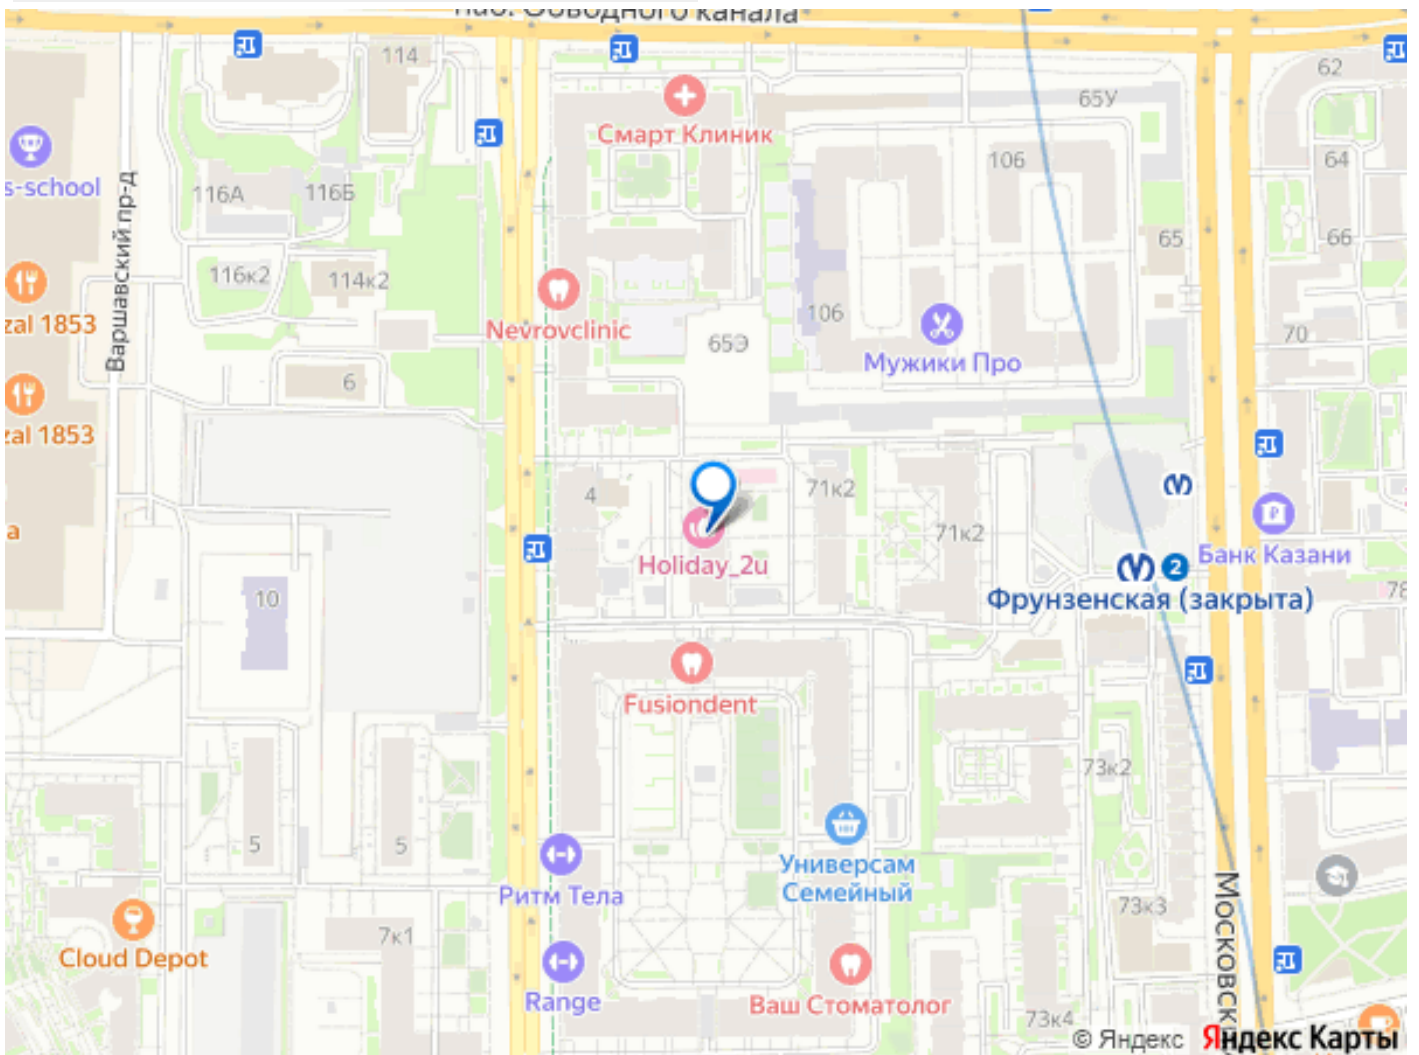 наб. Обводного канала
114
62
65У
Смарт Клиник
106
64
s-school
116А
116Б
Варшавский пр-д
65
66
116к2
114к2
zal 1853
Nevrovclinic
106
65Э
70
Мужики Про
6
zal 1853
4
71к2
71к2
а
Holiday_2u
2
Банк Казани
Фрунзенская (закрыта)
10
78
Fusiondent
73к2
5
5
Универсам
Семейный
Ритм Тела
73к3
Московск
7к1
Cloud Depot
Range
Ваш Стоматолог
73к4
© Яндекс Яндекс Карты